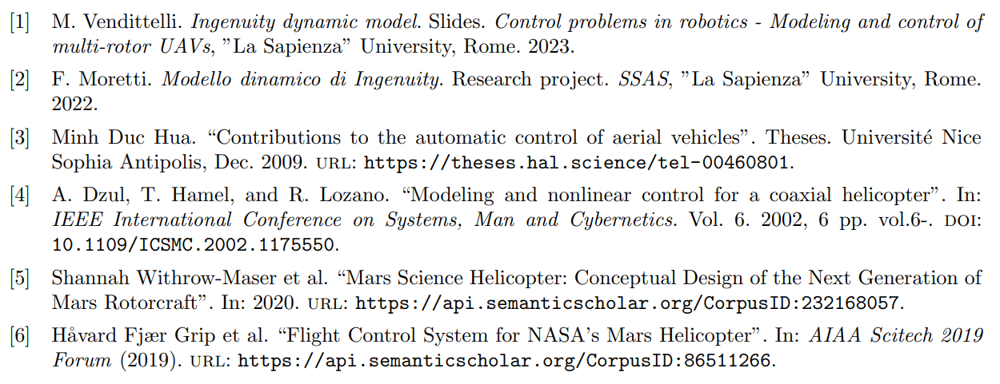 [1] M. Vendittelli. Ingenuity dynamic model. Slides. Control problems in robotics - Modeling and control of
multi-rotor UAVs, ”La Sapienza” University, Rome. 2023.
[2] F. Moretti. Modello dinamico di Ingenuity. Research project. SSAS, ”La Sapienza” University, Rome.
2022.
[3] Minh Duc Hua. “Contributions to the automatic control of aerial vehicles”. Theses. Université Nice
Sophia Antipolis, Dec. 2009. URL: https://theses.hal.science/tel-00460801.
[4] A. Dzul, T. Hamel, and R. Lozano. “Modeling and nonlinear control for a coaxial helicopter”. In:
IEEE International Conference on Systems, Man and Cybernetics. Vol. 6. 2002, 6 pp. vol.6-. DOI:
10.1109/ICSMC.2002.1175550.
[5] Shannah Withrow-Maser et al. “Mars Science Helicopter: Conceptual Design of the Next Generation of
Mars Rotorcraft”. In: 2020. URL: https://api.semanticscholar.org/CorpusID:232168057.
[6] Håvard Fjær Grip et al. “Flight Control System for NASA’s Mars Helicopter”. In: AIAA Scitech 2019
Forum (2019). URL: https://api.semanticscholar.org/CorpusID:86511266.